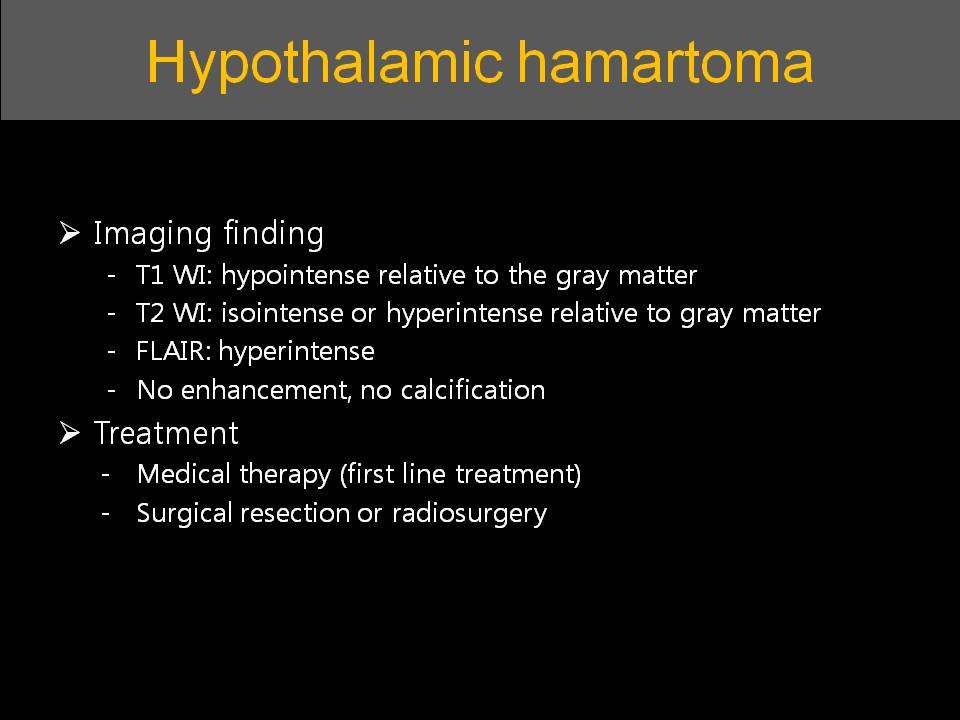 Hypothalamic hamartoma
➢ Imaging finding
- T1 WI: hypointense relative to the gray matter
- T2 WI: isointense or hyperintense relative to gray matter
- FLAIR: hyperintense
- No enhancement, no calcification
➢ Treatment
- Medical therapy (first line treatment)
- Surgical resection or radiosurgery